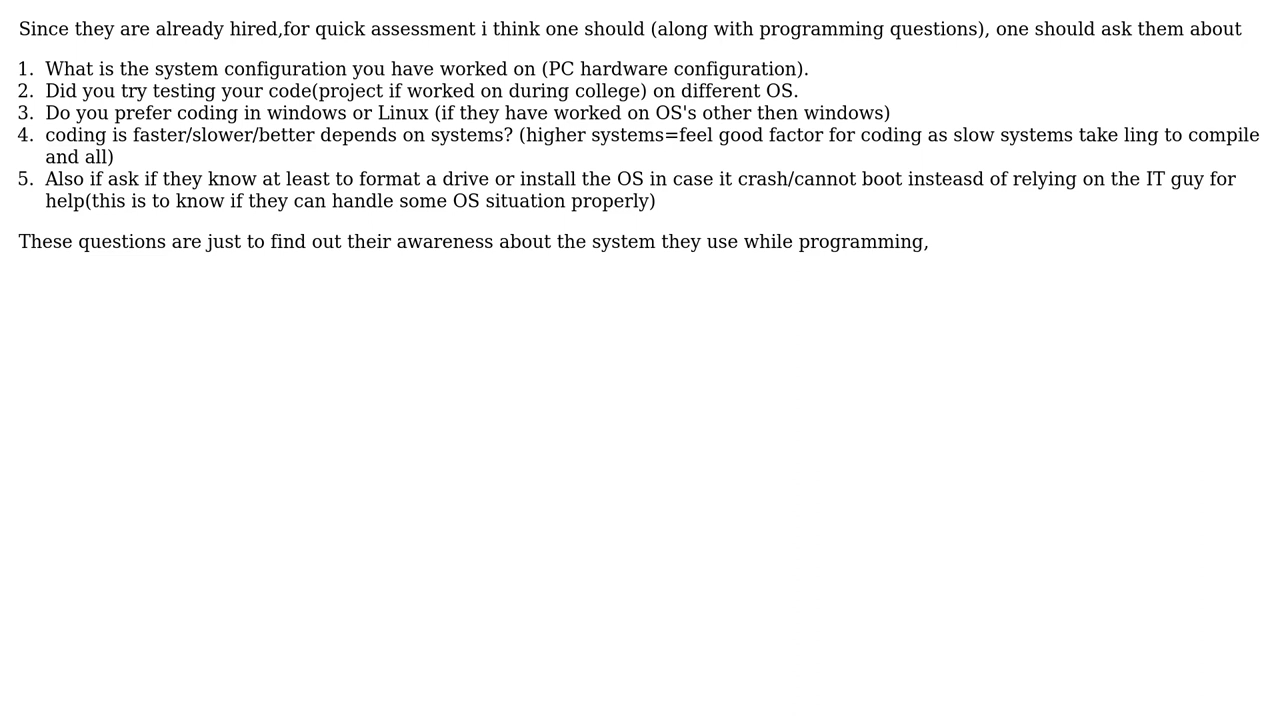 Since they are already hired,for quick assessment i think one should (along with programming questions), one should ask them about
1. What is the system configuration you have worked on (PC hardware configuration).
2. Did you try testing your code(project if worked on during college) on different OS.
3. Do you prefer coding in windows or Linux (if they have worked on OS's other then windows)
4. coding is faster/slower/better depends on systems? (higher systems=feel good factor for coding as slow systems take ling to compile
and all)
5. Also if ask if they know at least to format a drive or install the OS in case it crash/cannot boot insteasd of relying on the IT guy for
help(this is to know if they can handle some OS situation properly)
These questions are just to find out their awareness about the system they use while programming,